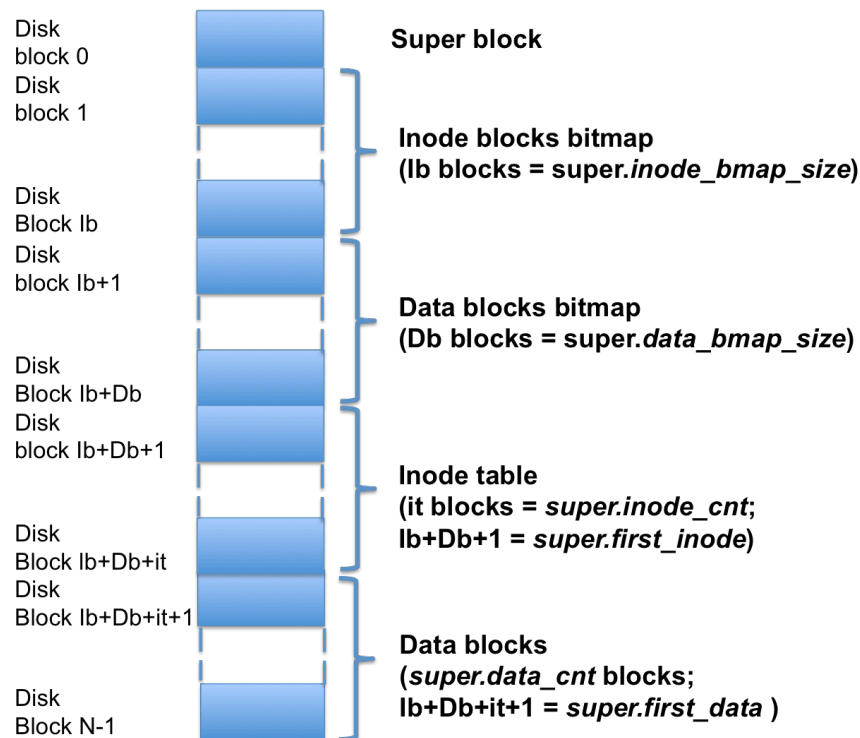 Disk
block 0
Super block
Disk
block 1
Inode blocks bitmap
(Ib blocks = super.inode_bmap_size)
Disk
Block Ib
Disk
block Ib+1
Data blocks bitmap
(Db blocks = super.data_bmap_size)
Disk
Block Ib+Db
Disk
block Ib+Db+1
Inode table
(it blocks = super.inode_cnt;
Ib+Db+1 = super.first_inode)
Disk
Block Ib+Db+it
Disk
Block Ib+Db+it+1
Data blocks
(super.data_cnt blocks;
Ib+Db+it+1 = super.first_data )
Disk
Block N-1